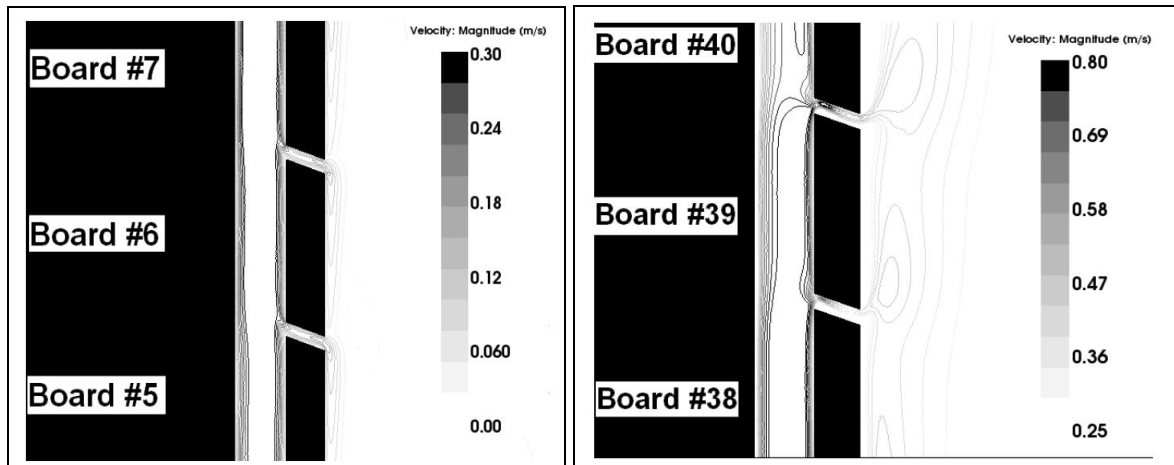 Velocity: Magnitude (m/s)
Board #7
0.30
0.24
0.18
Board #6
0.12
0.060
Board #5
0.00
Board #40
Velocity: Magnitude (m/s)
0.80
0.69
0.58
Board #39
0.47
0.36
Board #38
0.25